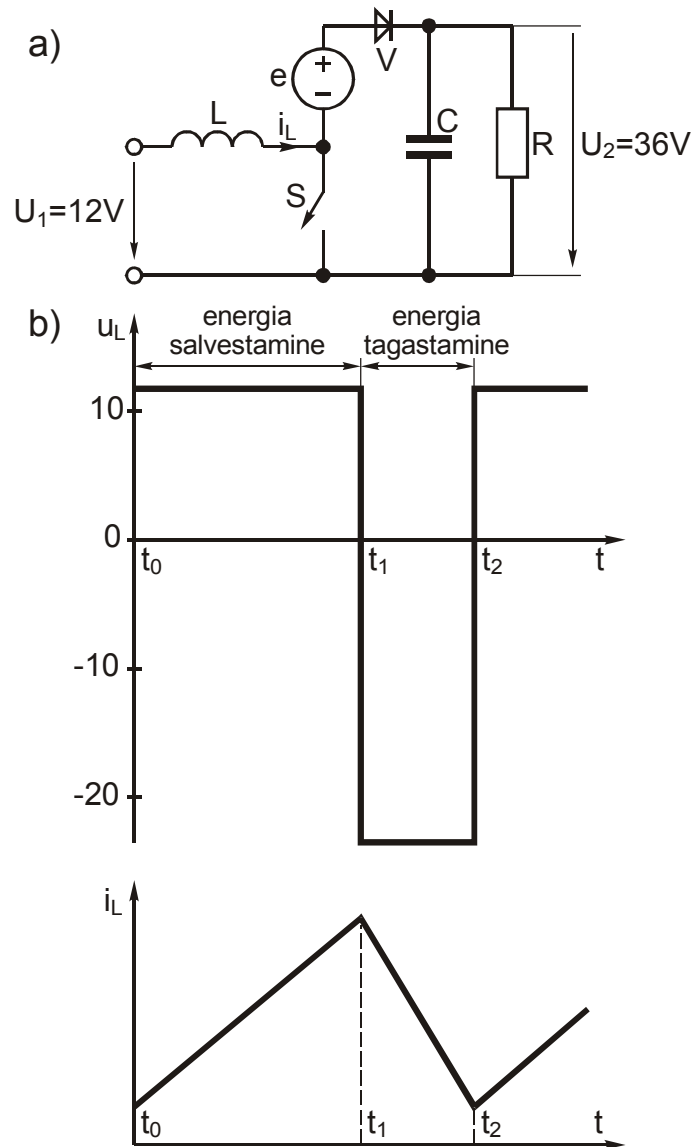 a)
V
e
+
−
L
i_L
C
S
R
U₁=12V
U₂=36V
b)
u_L
energia salvestamine
energia tagastamine
10
0
t₀
t₁
t₂
t
-10
-20
i_L
t₀
t₁
t₂
t